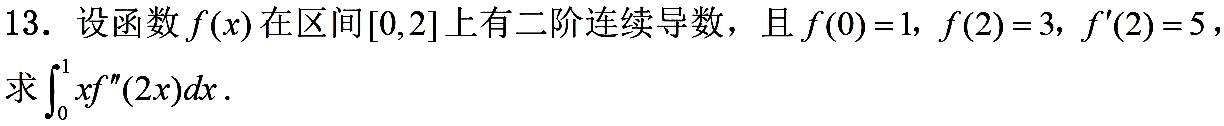 13. 设函数 f(x) 在区间[0,2]上有二阶连续导数，且 f(0)=1, f(2)=3, f′(2)=5，
求∫₀¹ xf″(2x)dx.